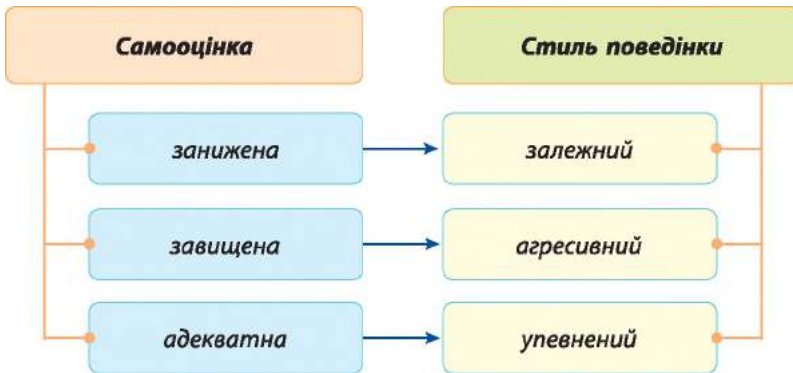 Самооцінка
Стиль поведінки
занижена
залежний
завищена
агресивний
адекватна
упевнений